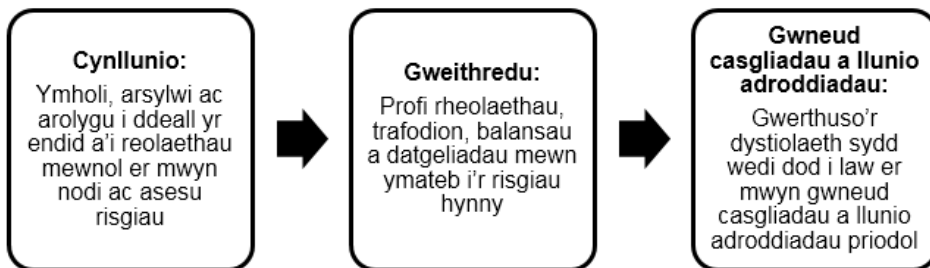 Cynllunio:
Ymholi, arsylwi ac
arolygu i ddeall yr
endid a'i reolaethau
mewnol er mwyn
nodi ac asesu
risgiau
Gweithredu:
Profi rheolaethau,
trafodion, balansau
a datgeliadau mewn
ymateb i'r risgiau
hynny
Gwneud
casgliadau a llunio
adroddiadau:
Gwerthuso'r
dystiolaeth sydd
wedi dod i law er
mwyn gwneud
casgliadau a llunio
adroddiadau priodol